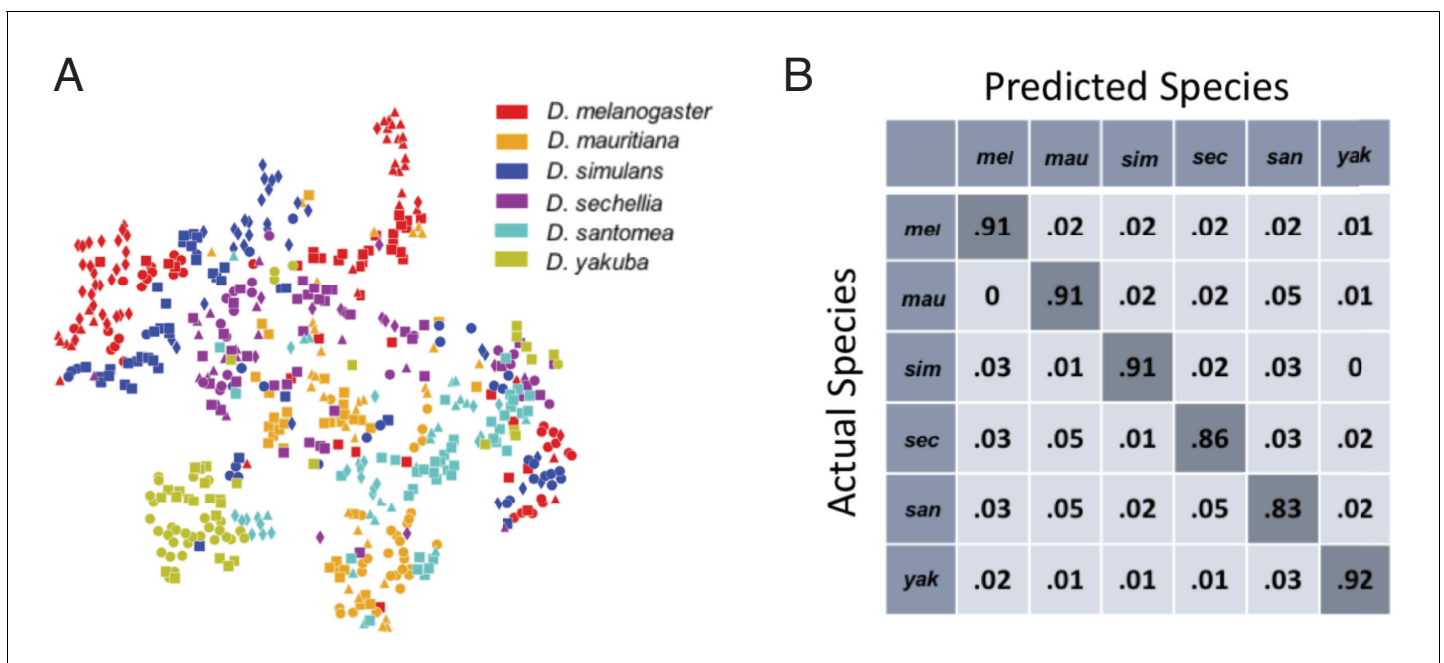 A
D. melanogaster
D. mauritiana
D. simulans
D. sechellia
D. santomea
D. yakuba
B
Predicted Species
Actual Species
mel mau sim sec san yak
mel .91 .02 .02 .02 .02 .01
mau 0 .91 .02 .02 .05 .01
sim .03 .01 .91 .02 .03 0
sec .03 .05 .01 .86 .03 .02
san .03 .05 .02 .05 .83 .02
yak .02 .01 .01 .01 .03 .92